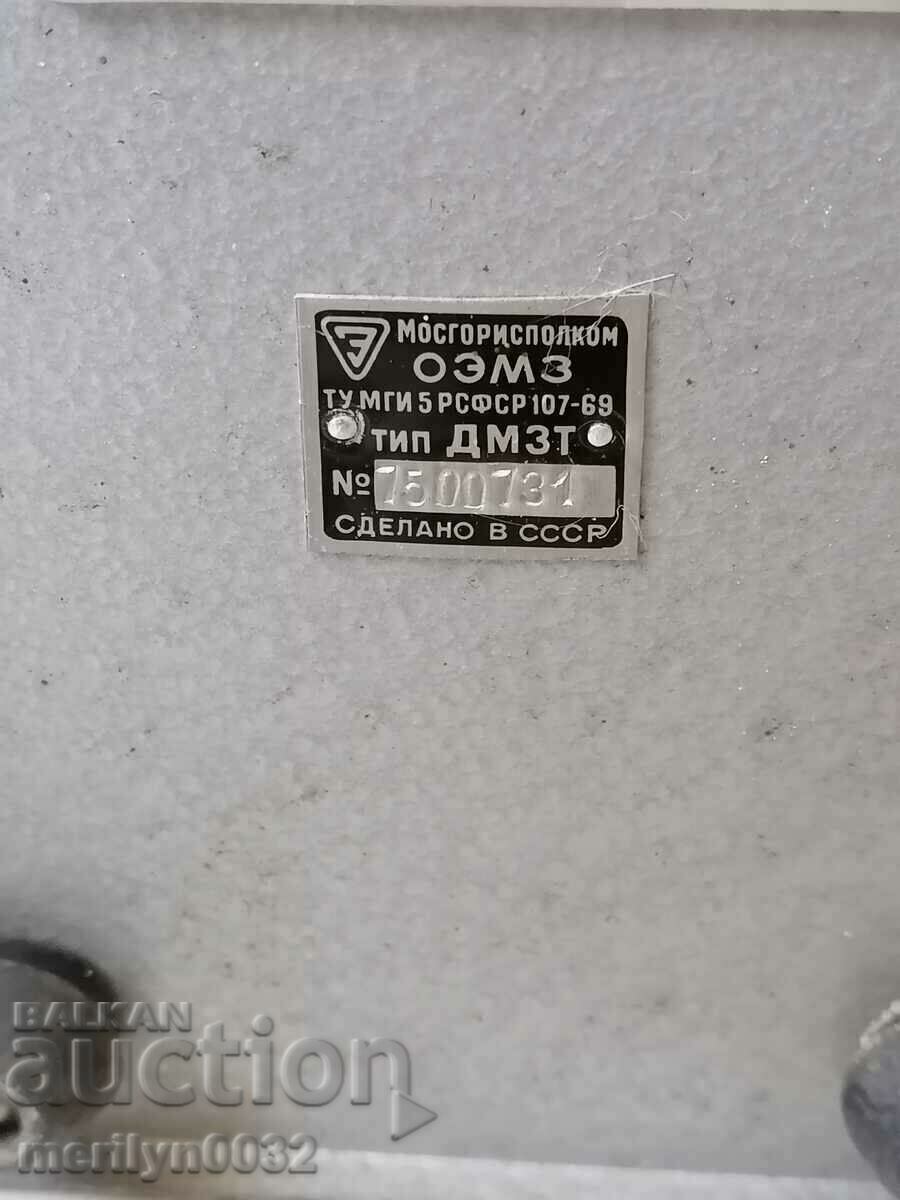 Э МОСГОРИСПОЛКОМ
ОЭМЗ
ТУ МГИ 5 РСФСР 107-69
ТИП ДМЗТ
№ 7500731
СДЕЛАНО В СССР
BALKAN
auction
merilyn0032